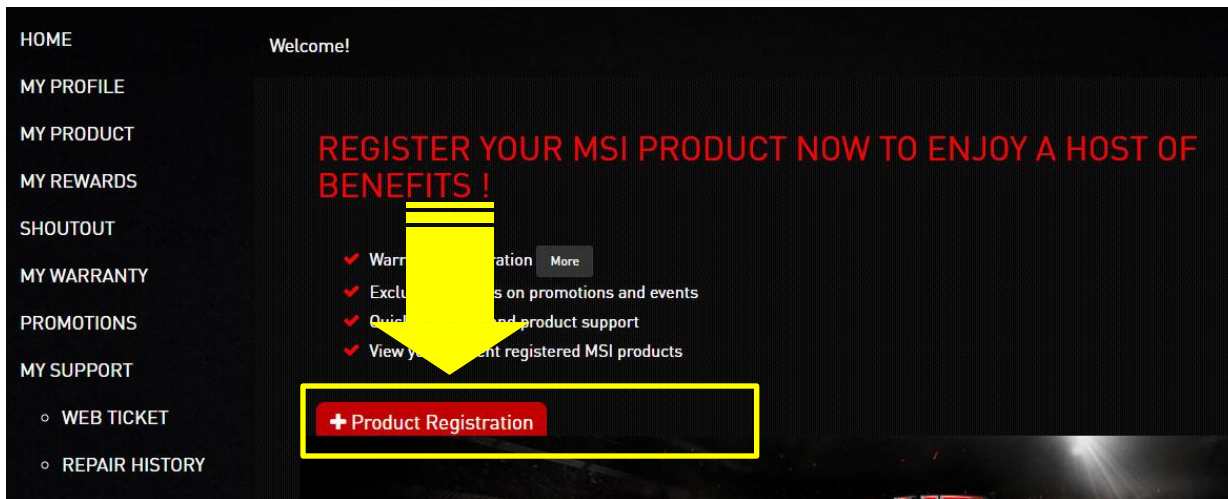 HOME
MY PROFILE
MY PRODUCT
MY REWARDS
SHOUTOUT
MY WARRANTY
PROMOTIONS
MY SUPPORT
WEB TICKET
REPAIR HISTORY
Welcome!
REGISTER YOUR MSI PRODUCT NOW TO ENJOY A HOST OF
BENEFITS !
More
on promotions and events
product support
View registered MSI products
+ Product Registration